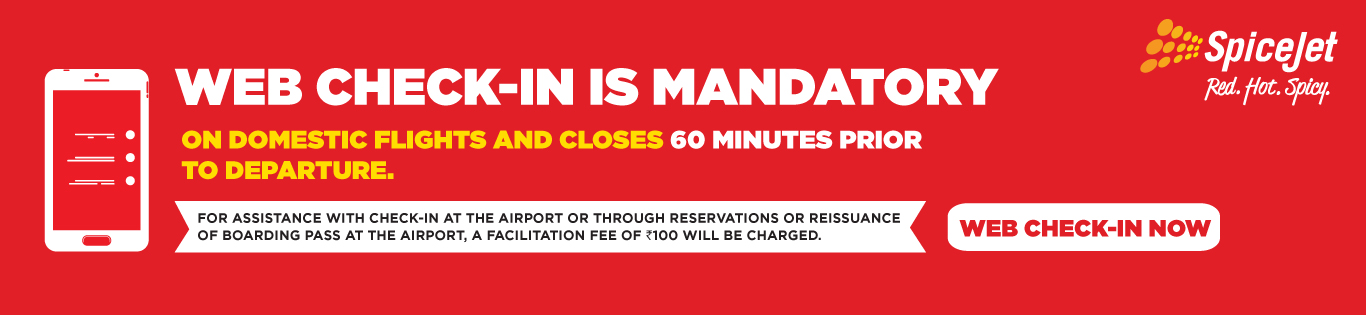 SpiceJet
Red. Hot. Spicy.
WEB CHECK-IN IS MANDATORY
ON DOMESTIC FLIGHTS AND CLOSES 60 MINUTES PRIOR
TO DEPARTURE.
FOR ASSISTANCE WITH CHECK-IN AT THE AIRPORT OR THROUGH RESERVATIONS OR REISSUANCE
OF BOARDING PASS AT THE AIRPORT, A FACILITATION FEE OF ₹100 WILL BE CHARGED.
WEB CHECK-IN NOW